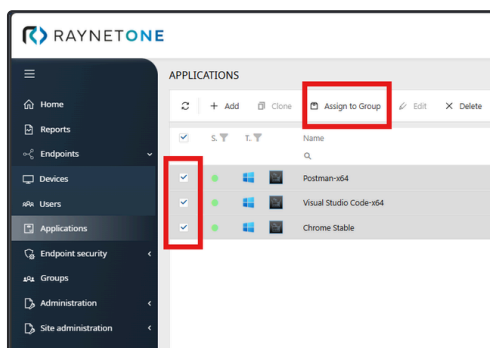 RAYNETONE
APPLICATIONS
Home
Reports
Endpoints
Devices
Users
Applications
Endpoint security
Groups
Administration
Site administration
+ Add Clone Assign to Group Edit Delete
S. T. Name
Postman-x64
Visual Studio Code-x64
Chrome Stable